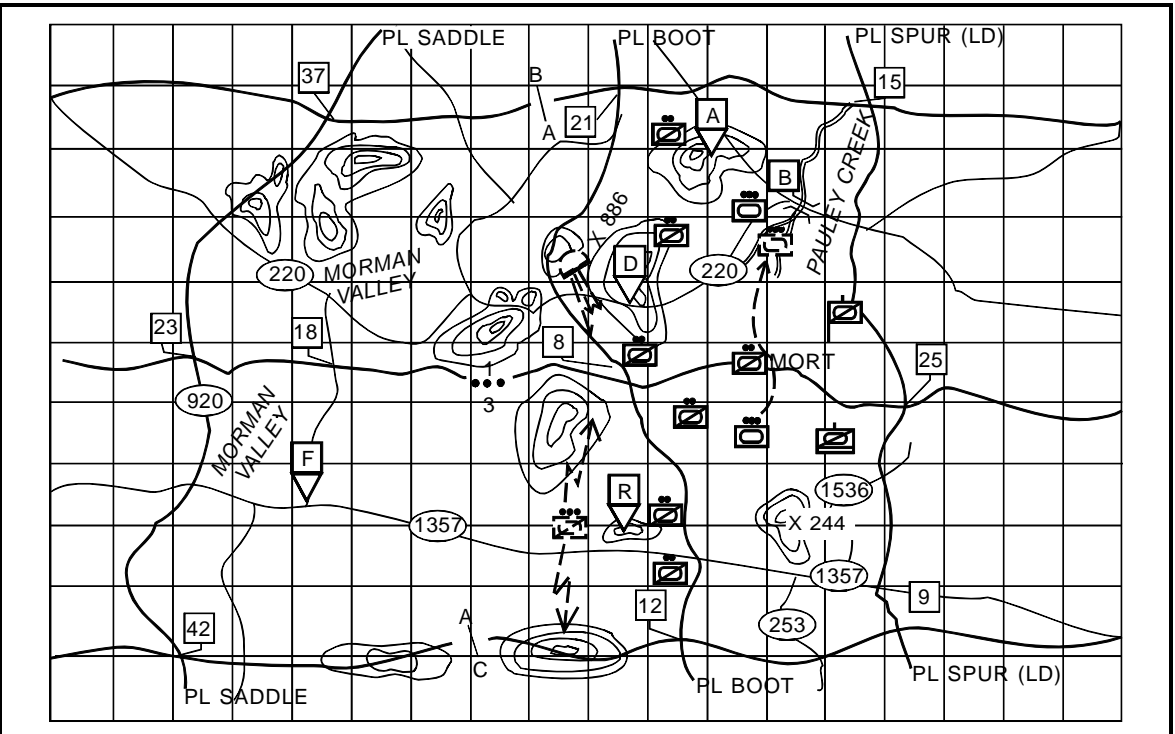 PL SADDLE
PL BOOT
PL SPUR (LD)
37
B
A
21
15
A
B
PAULEY CREEK
X 886
D
220
220
MORMAN
VALLEY
23
18
8
MORT
25
1
3
920
MORMAN
VALLEY
F
R
1536
X 244
1357
1357
12
9
42
A
C
253
PL SADDLE
PL BOOT
PL SPUR (LD)